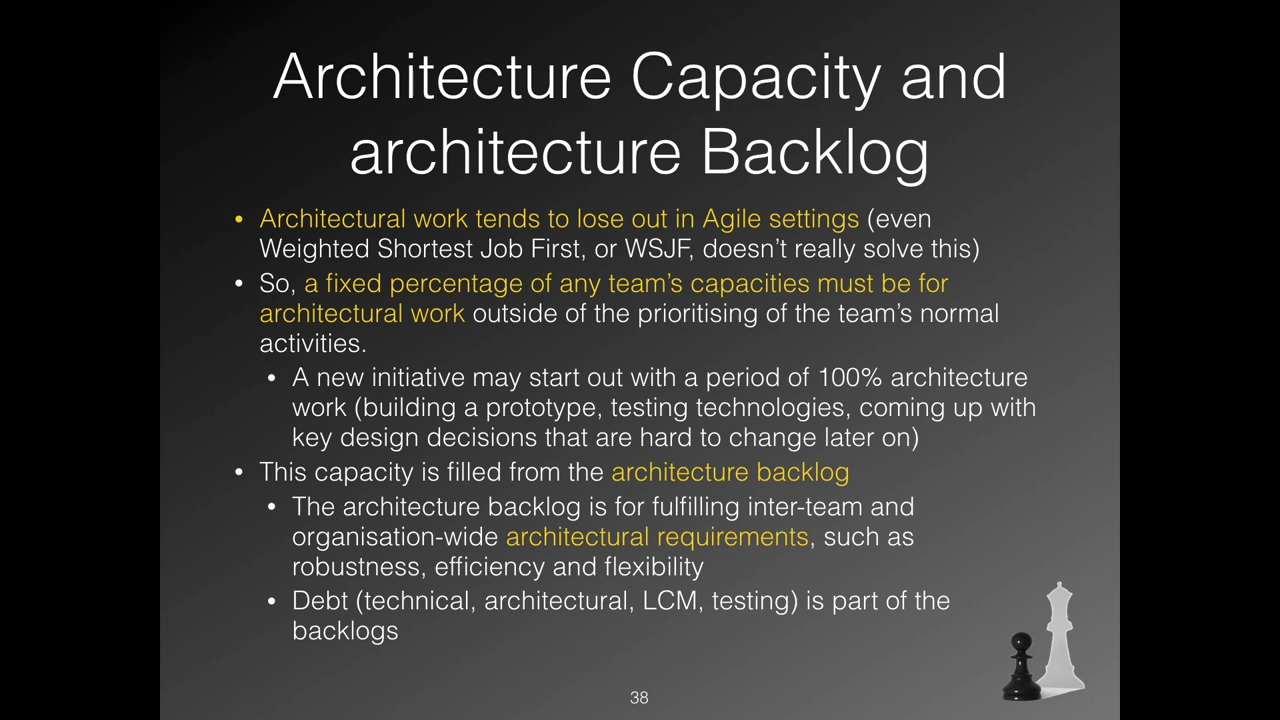 Architecture Capacity and
architecture Backlog
• Architectural work tends to lose out in Agile settings (even
Weighted Shortest Job First, or WSJF, doesn’t really solve this)
• So, a fixed percentage of any team’s capacities must be for
architectural work outside of the prioritising of the team’s normal
activities.
• A new initiative may start out with a period of 100% architecture
work (building a prototype, testing technologies, coming up with
key design decisions that are hard to change later on)
• This capacity is filled from the architecture backlog
• The architecture backlog is for fulfilling inter-team and
organisation-wide architectural requirements, such as
robustness, efficiency and flexibility
• Debt (technical, architectural, LCM, testing) is part of the
backlogs
38